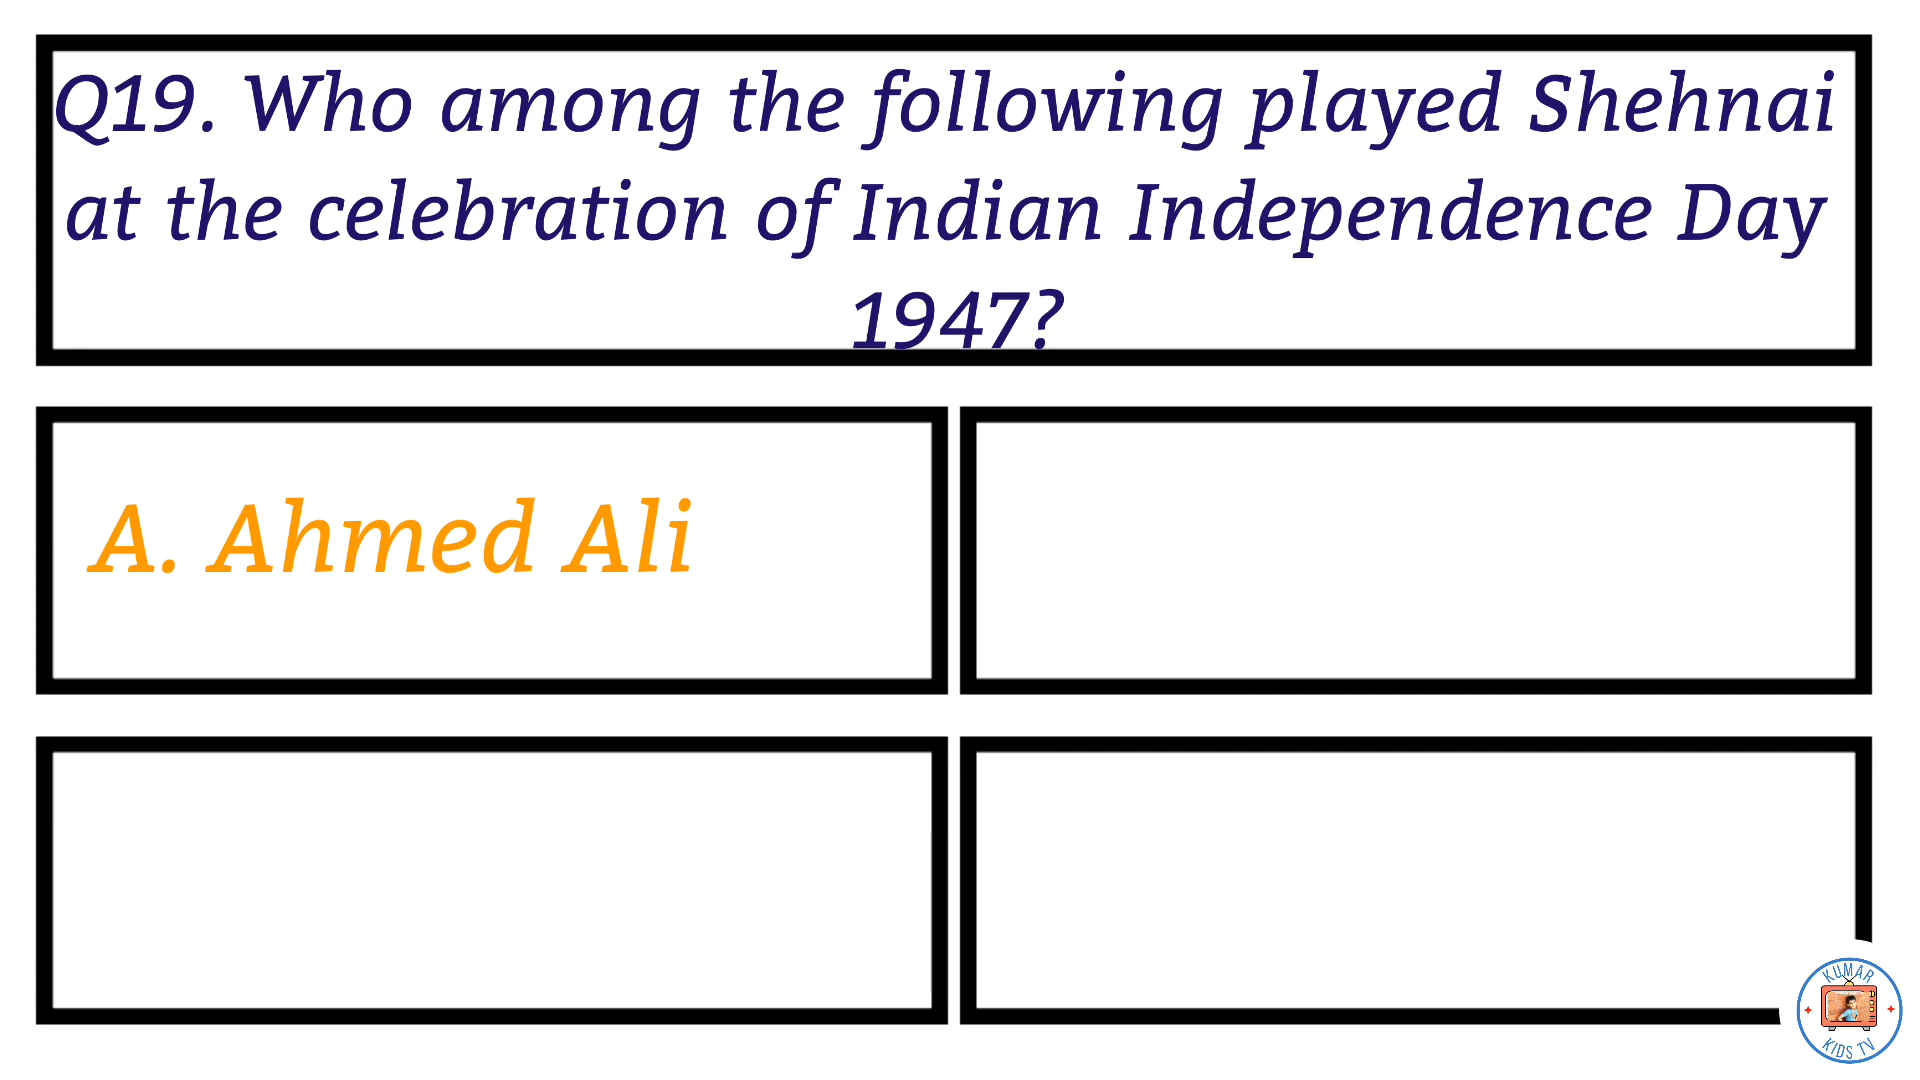 Q19. Who among the following played Shehnai
at the celebration of Indian Independence Day
1947?
A. Ahmed Ali
KUMAR
KIDS TV